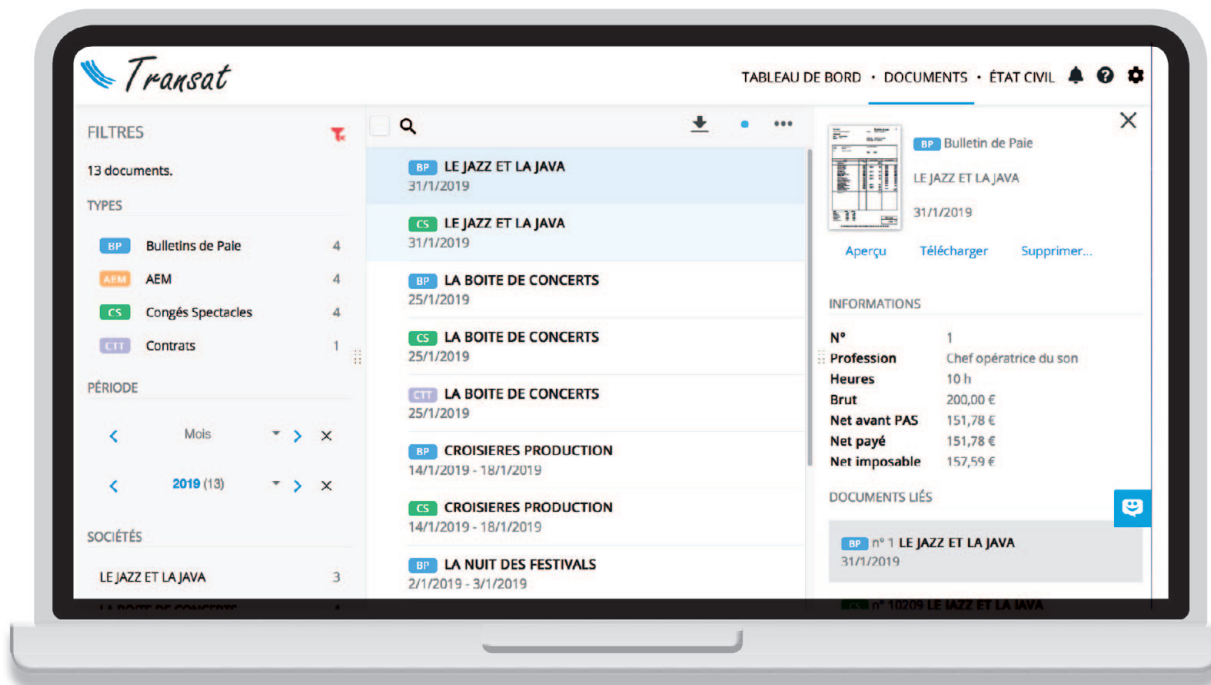 Transat
TABLEAU DE BORD • DOCUMENTS • ÉTAT CIVIL
FILTRES
13 documents.
TYPES
BP Bulletins de Paie 4
AEM AEM 4
CS Congés Spectacles 4
CTT Contrats 1
PÉRIODE
Mois
2019 (13)
SOCIÉTÉS
LE JAZZ ET LA JAVA 3
LA BOITE DE CONCERTS 4
BP LE JAZZ ET LA JAVA
31/1/2019
CS LE JAZZ ET LA JAVA
31/1/2019
BP LA BOITE DE CONCERTS
25/1/2019
CS LA BOITE DE CONCERTS
25/1/2019
CTT LA BOITE DE CONCERTS
25/1/2019
BP CROISIERES PRODUCTION
14/1/2019 - 18/1/2019
CS CROISIERES PRODUCTION
14/1/2019 - 18/1/2019
BP LA NUIT DES FESTIVALS
2/1/2019 - 3/1/2019
BP Bulletin de Paie
LE JAZZ ET LA JAVA
31/1/2019
Aperçu Télécharger Supprimer...
INFORMATIONS
N° 1
Profession Chef opératrice du son
Heures 10 h
Brut 200,00 €
Net avant PAS 151,78 €
Net payé 151,78 €
Net imposable 157,59 €
DOCUMENTS LIÉS
BP n° 1 LE JAZZ ET LA JAVA
31/1/2019
CS n° 10209 LE JAZZ ET LA JAVA